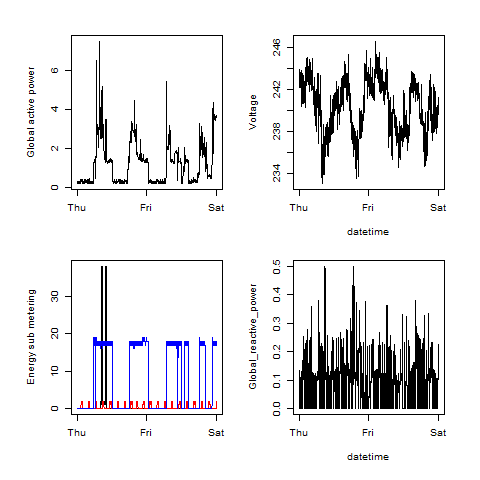 Global active power
6
4
2
0
Thu
Fri
Sat
Voltage
246
242
238
234
Thu
Fri
Sat
datetime
Energy sub metering
30
20
10
0
Thu
Fri
Sat
Global_reactive_power
0.5
0.4
0.3
0.2
0.1
0.0
Thu
Fri
Sat
datetime